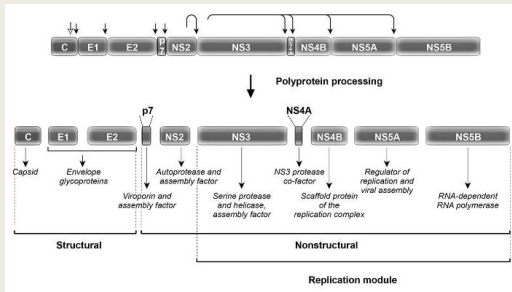 C E1 E2 p7 NS2 NS3 NS4B NS5A NS5B
Polyprotein processing
p7 NS4A
C E1 E2 NS2 NS3 NS4B NS5A NS5B
Capsid
Envelope
glycoproteins
Viroporin and
assembly factor
Autoprotease and
assembly factor
Serine protease
and helicase,
assembly factor
NS3 protease
co-factor
Scaffold protein
of the
replication complex
Regulator of
replication and
viral assembly
RNA-dependent
RNA polymerase
Structural
Nonstructural
Replication module